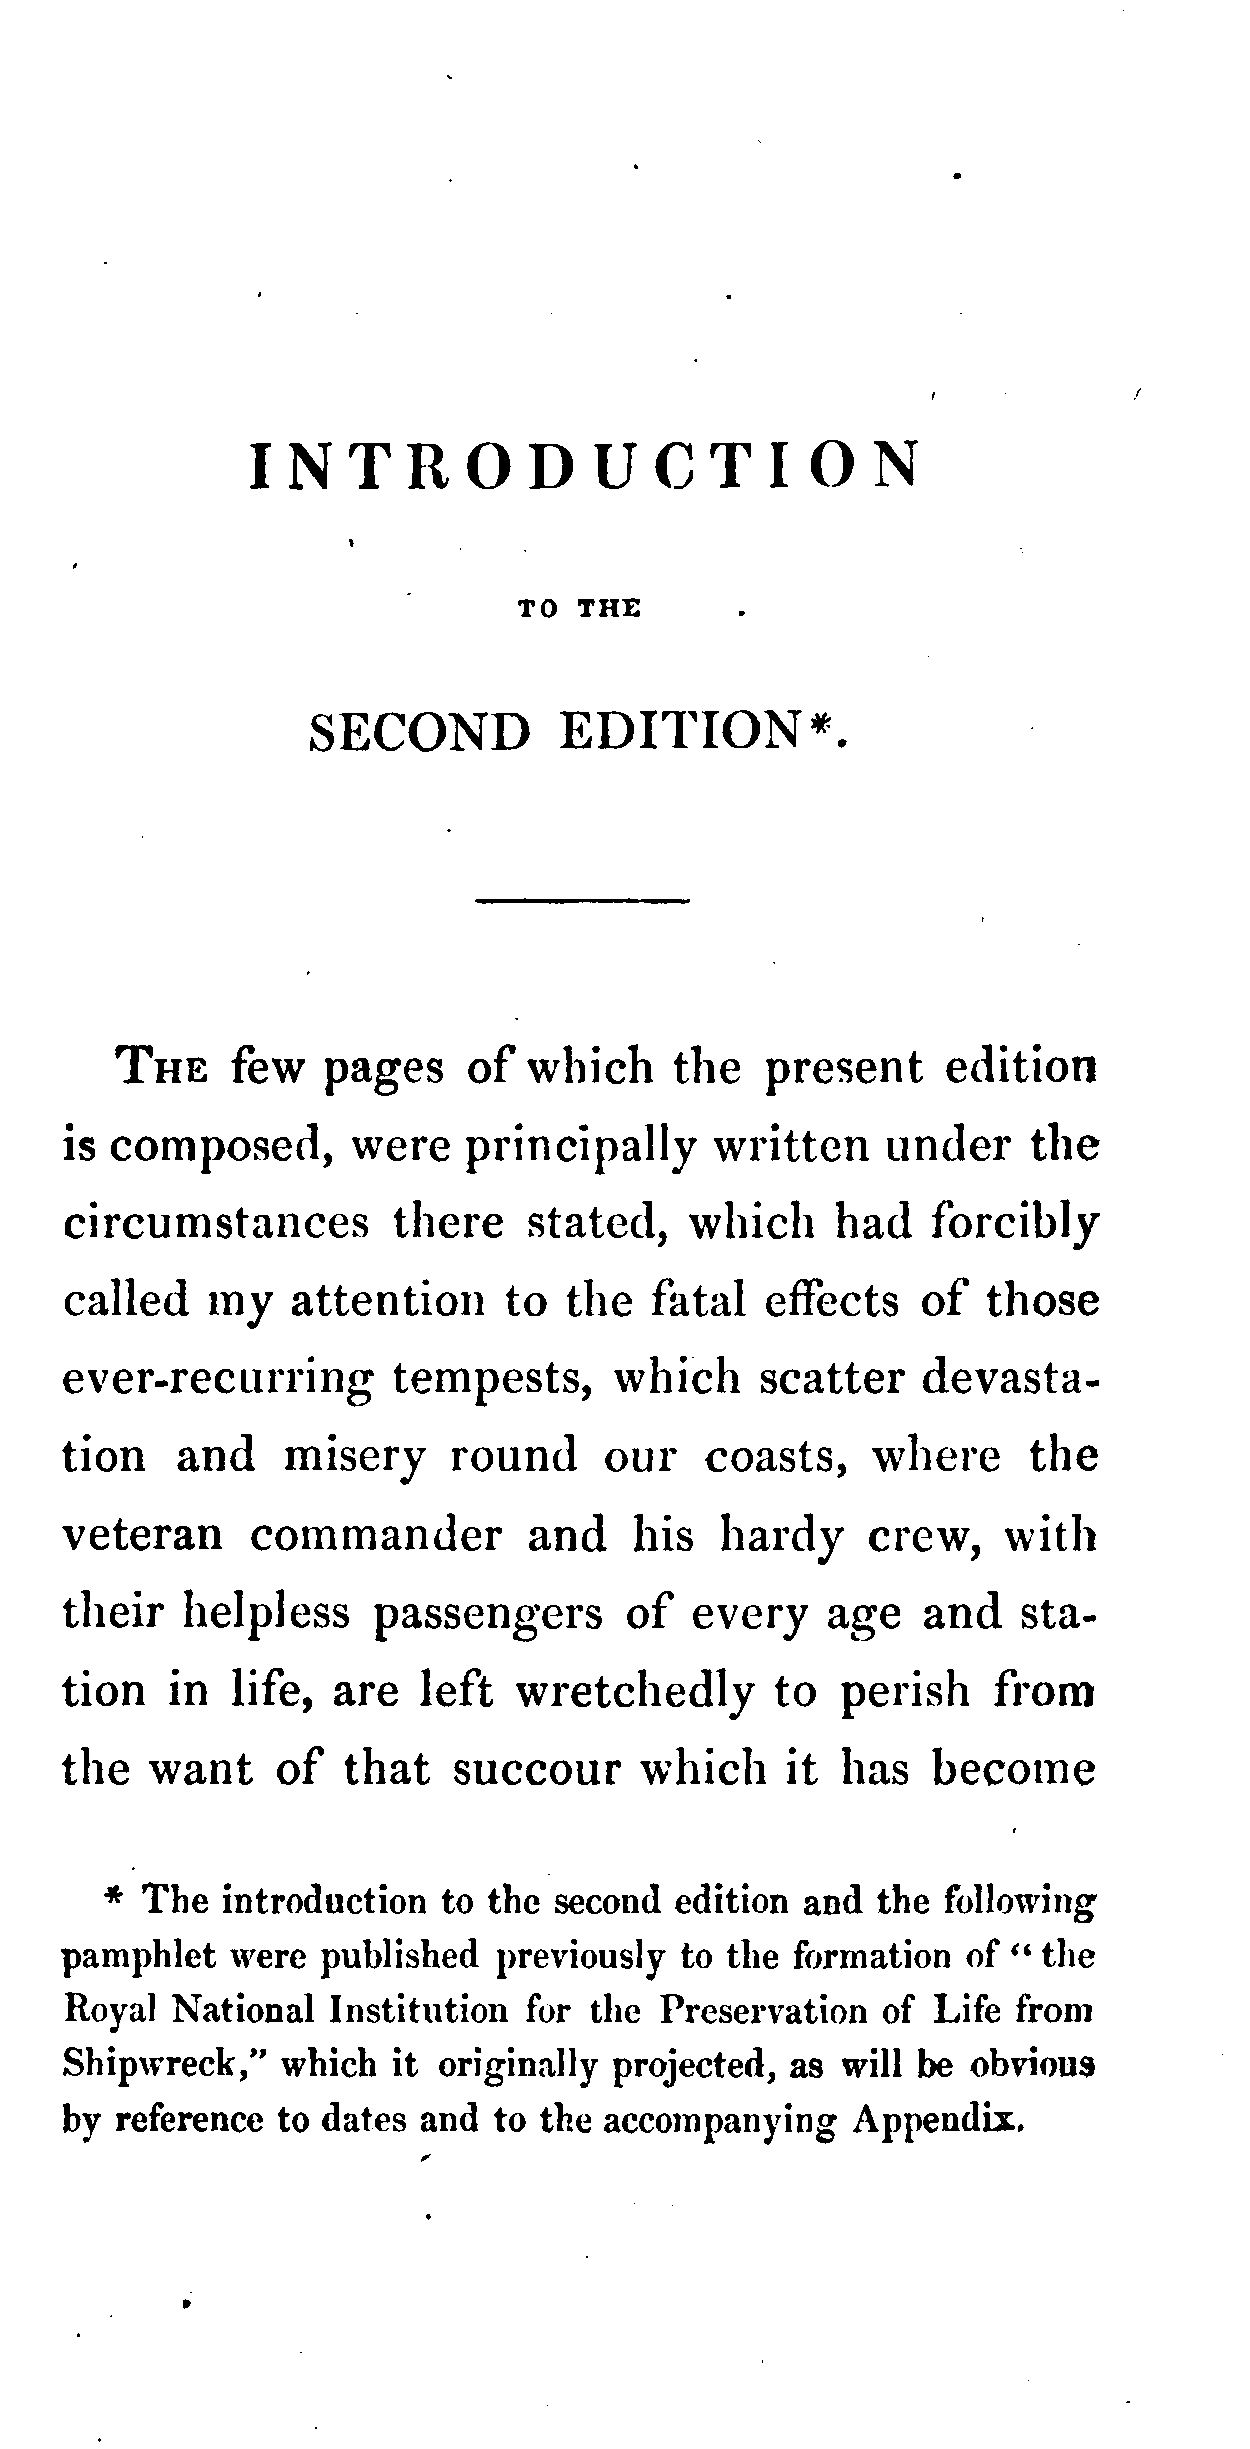 INTRODUCTION
TO THE
SECOND EDITION*.
THE few pages of which the present edition
is composed, were principally written under the
circumstances there stated, which had forcibly
called my attention to the fatal effects of those
ever-recurring tempests, which scatter devasta-
tion and misery round our coasts, where the
veteran commander and his hardy crew, with
their helpless passengers of every age and sta-
tion in life, are left wretchedly to perish from
the want of that succour which it has become
* The introduction to the second edition and the following
pamphlet were published previously to the formation of “ the
Royal National Institution for the Preservation of Life from
Shipwreck,” which it originally projected, as will be obvious
by reference to dates and to the accompanying Appendix.